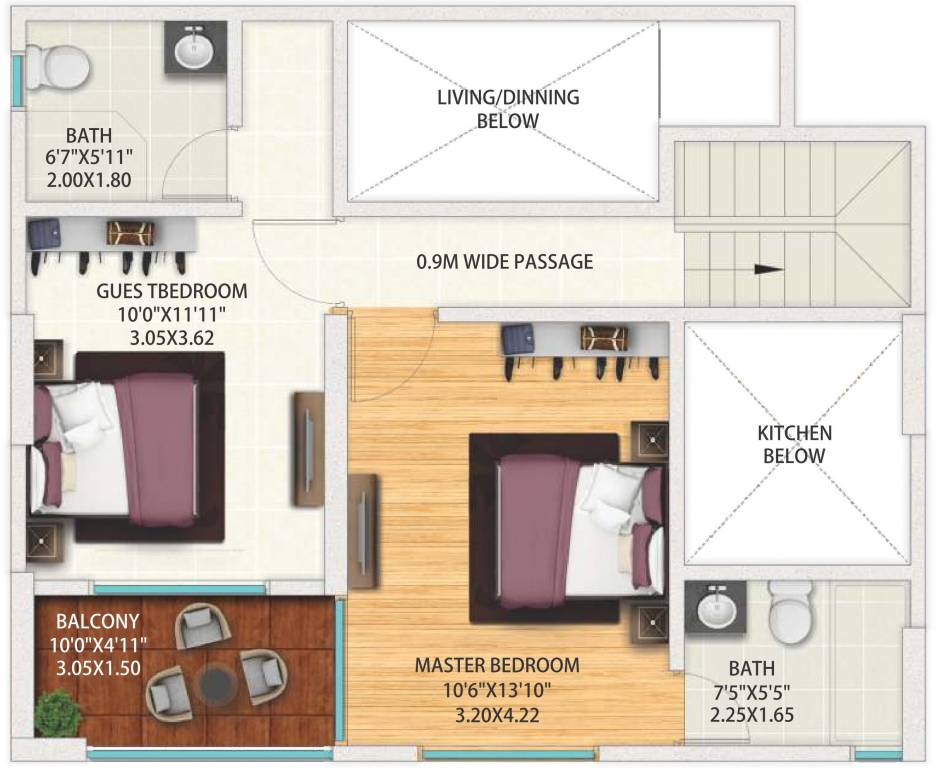 LIVING/DINNING
BELOW
BATH
6'7"X5'11"
2.00X1.80
0.9M WIDE PASSAGE
GUES TBEDROOM
10'0"X11'11"
3.05X3.62
KITCHEN
BELOW
BALCONY
10'0"X4'11"
3.05X1.50
MASTER BEDROOM
10'6"X13'10"
3.20X4.22
BATH
7'5"X5'5"
2.25X1.65